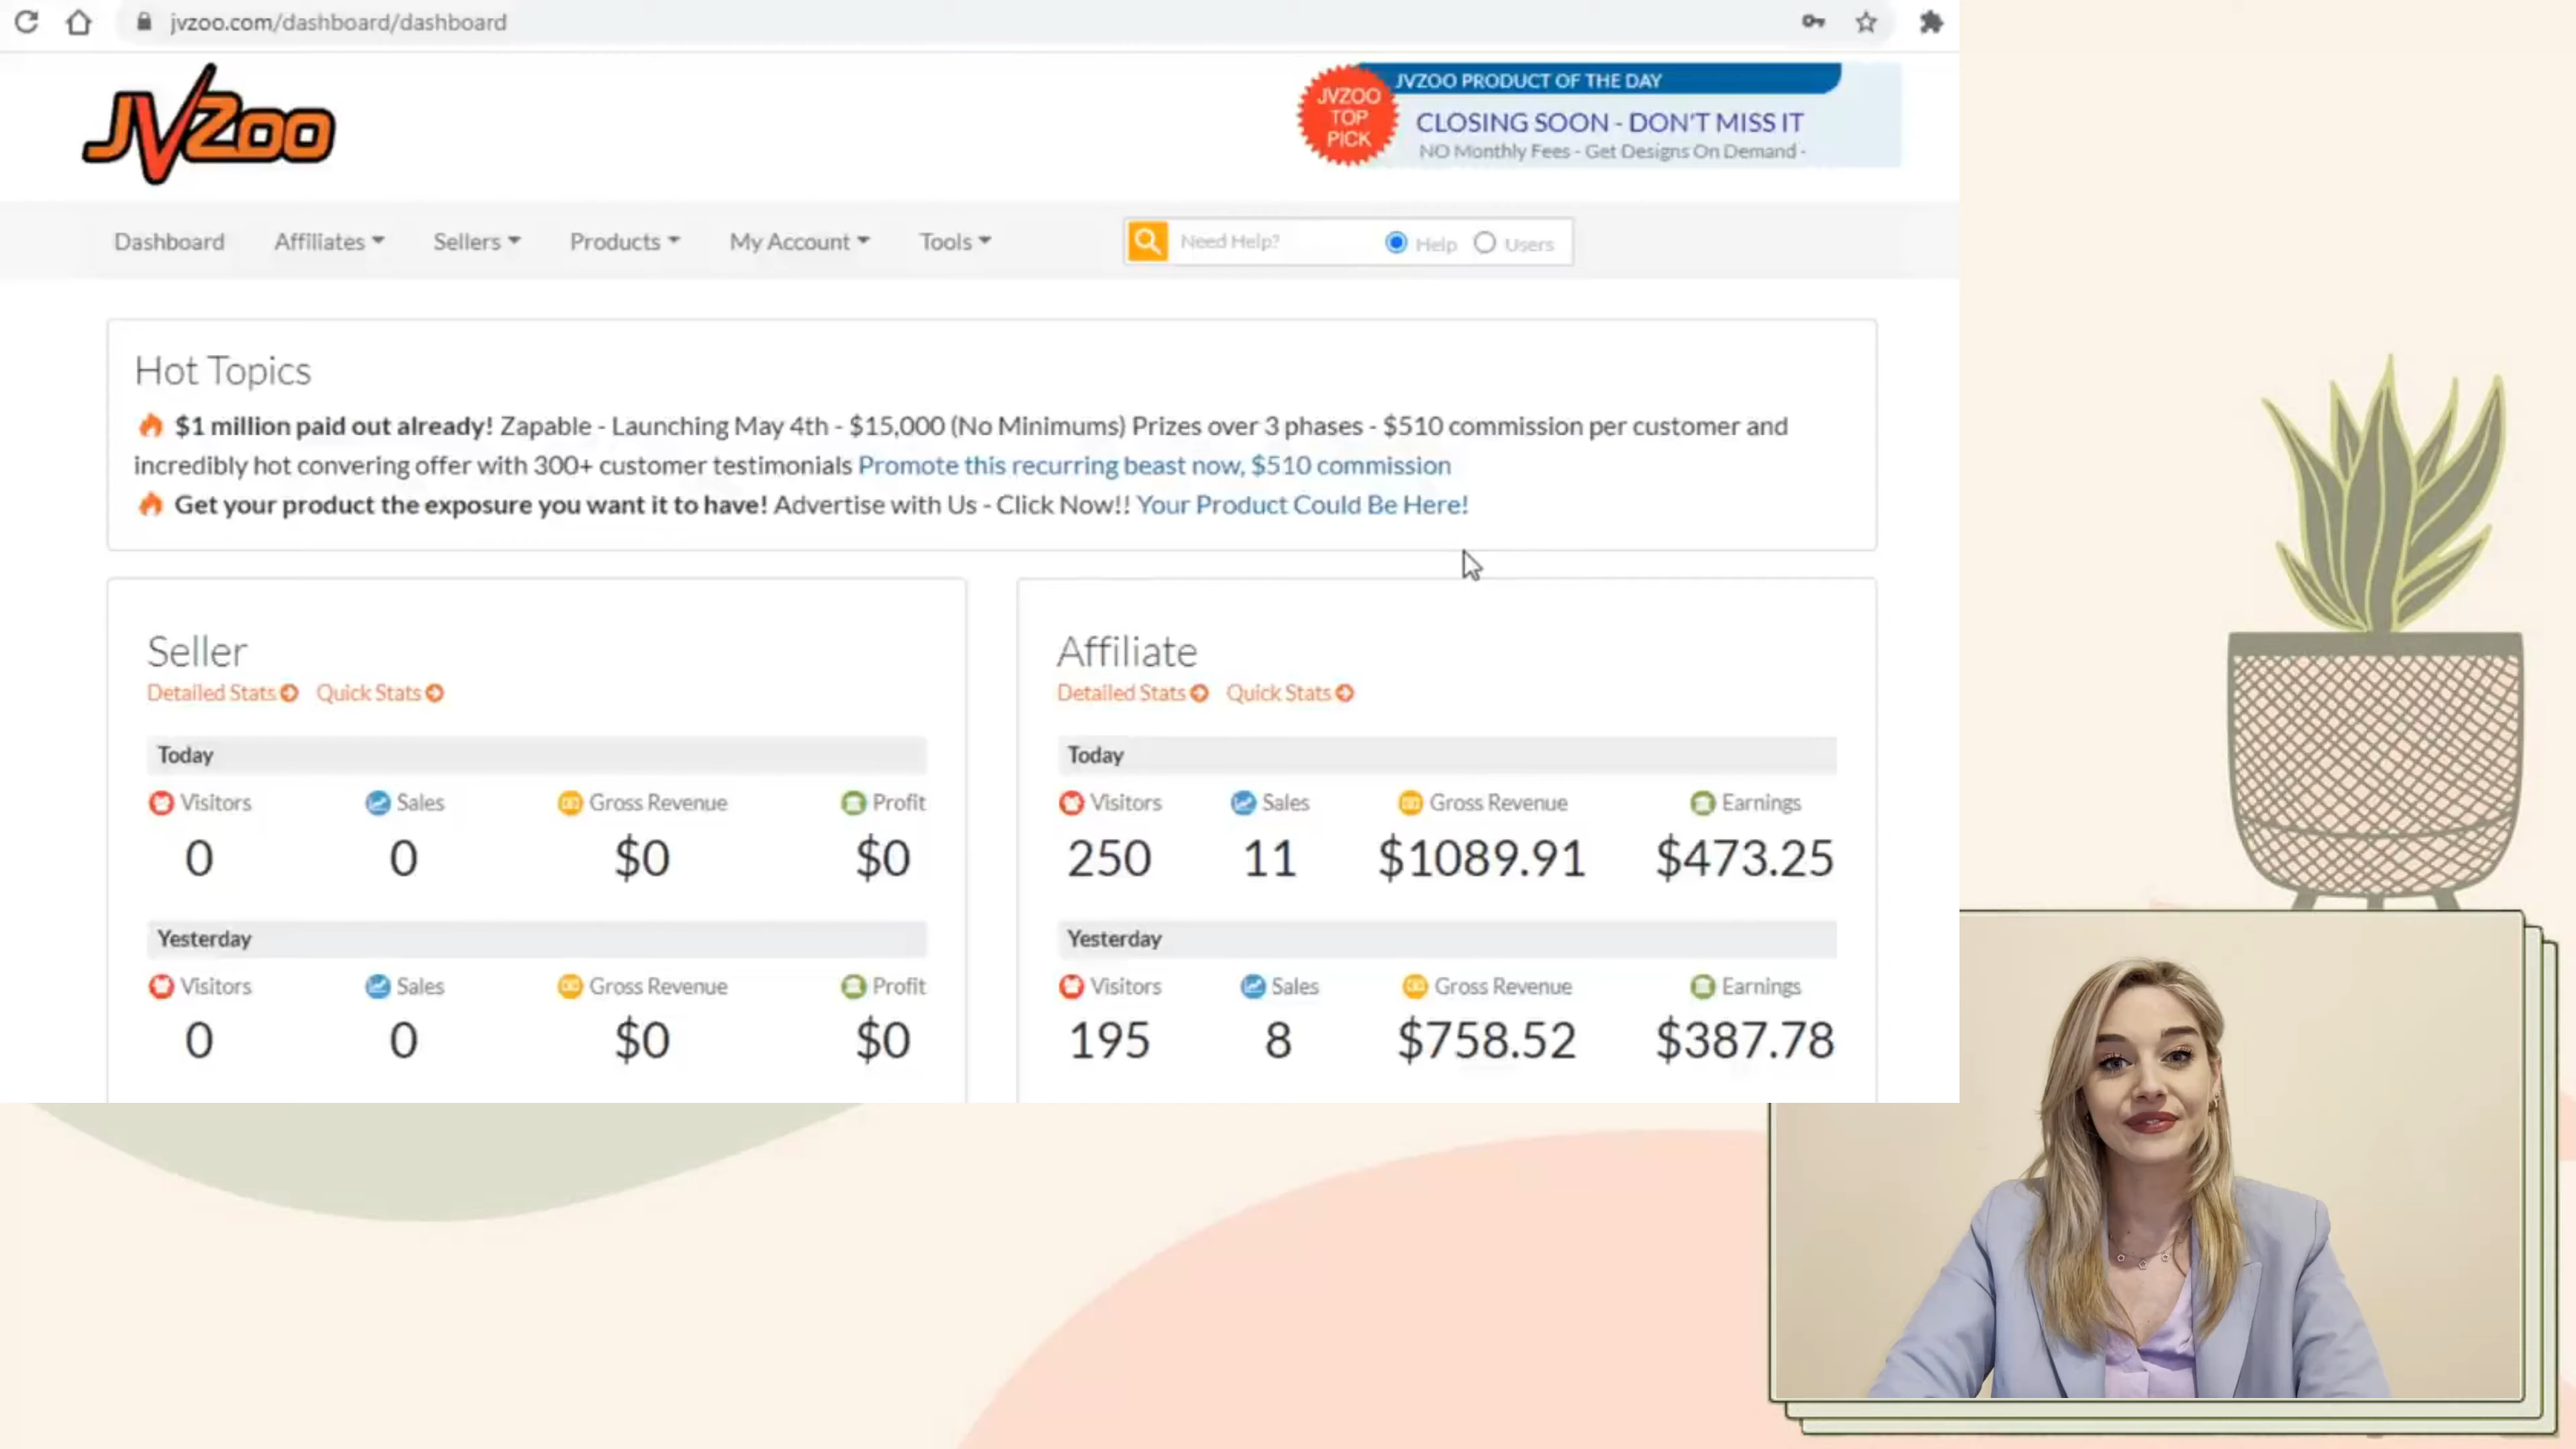 jvzoo.com/dashboard/dashboard
JVZoo
JVZOO TOP PICK
JVZOO PRODUCT OF THE DAY
CLOSING SOON - DON'T MISS IT
NO Monthly Fees - Get Designs On Demand -
Dashboard Affiliates Sellers Products My Account Tools Need Help? Help Users
Hot Topics
$1 million paid out already! Zapable - Launching May 4th - $15,000 (No Minimums) Prizes over 3 phases - $510 commission per customer and
incredibly hot convering offer with 300+ customer testimonials Promote this recurring beast now, $510 commission
Get your product the exposure you want it to have! Advertise with Us - Click Now!! Your Product Could Be Here!
Seller
Detailed Stats Quick Stats
Today
Visitors Sales Gross Revenue Profit
0 0 $0 $0
Yesterday
Visitors Sales Gross Revenue Profit
0 0 $0 $0
Affiliate
Detailed Stats Quick Stats
Today
Visitors Sales Gross Revenue Earnings
250 11 $1089.91 $473.25
Yesterday
Visitors Sales Gross Revenue Earnings
195 8 $758.52 $387.78